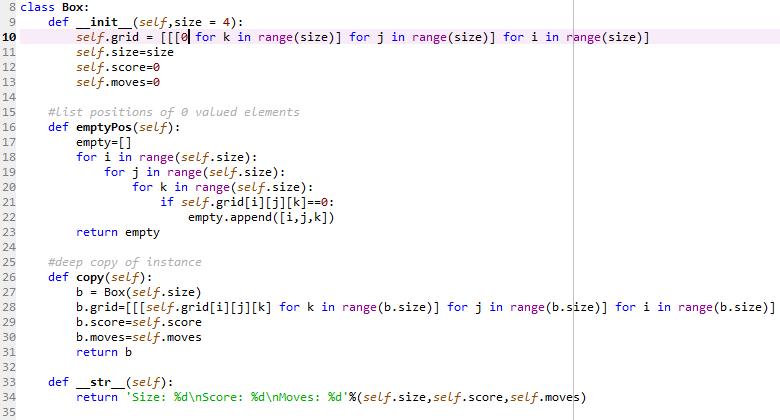 8 class Box:
9     def __init__(self,size = 4):
10         self.grid = [[[0 for k in range(size)] for j in range(size)] for i in range(size)]
11         self.size=size
12         self.score=0
13         self.moves=0
14
15     #list positions of 0 valued elements
16     def emptyPos(self):
17         empty=[]
18         for i in range(self.size):
19             for j in range(self.size):
20                 for k in range(self.size):
21                     if self.grid[i][j][k]==0:
22                         empty.append([i,j,k])
23         return empty
24
25     #deep copy of instance
26     def copy(self):
27         b = Box(self.size)
28         b.grid=[[[self.grid[i][j][k] for k in range(b.size)] for j in range(b.size)] for i in range(b.size)]
29         b.score=self.score
30         b.moves=self.moves
31         return b
32
33     def __str__(self):
34         return 'Size: %d\nScore: %d\nMoves: %d'%(self.size,self.score,self.moves)
35